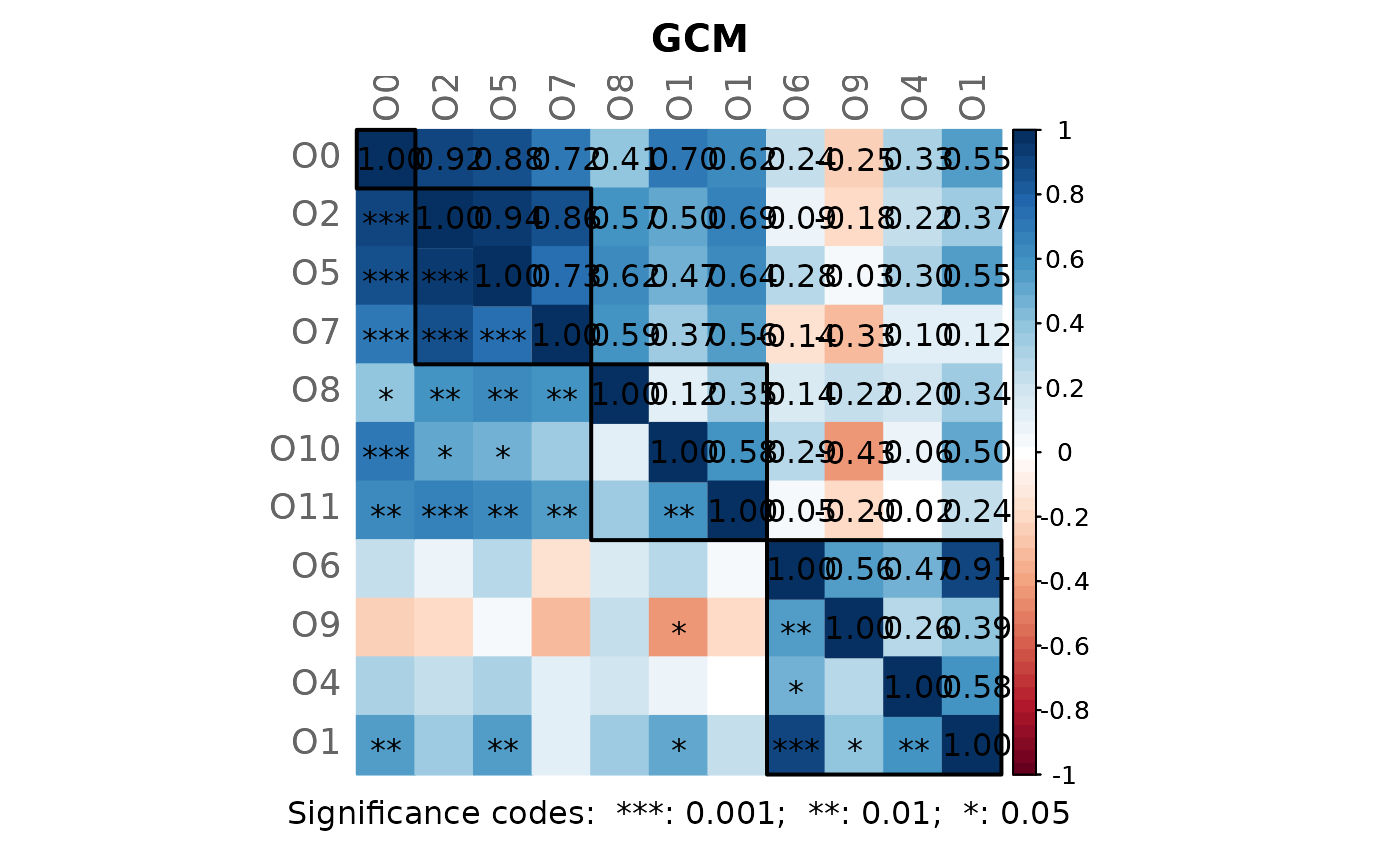 GCM
O0 O2 O5 O7 O8 O1 O1 O6 O9 O4 O1
O0 1.00 0.92 0.88 0.72 0.41 0.70 0.62 0.24 -0.25 0.33 0.55 1
O2 *** 1.00 0.94 0.86 0.57 0.50 0.69 0.09 -0.18 0.22 0.37 0.8
O5 *** *** 1.00 0.73 0.62 0.47 0.64 0.28 0.03 0.30 0.55 0.6
O7 *** *** *** 1.00 0.59 0.37 0.56 -0.14 -0.33 0.10 0.12 0.4
O8 * ** ** ** 1.00 0.12 0.35 0.14 0.22 0.20 0.34 0.2
O10 *** * * 1.00 0.58 0.29 -0.43 0.06 0.50 0
O11 ** *** ** ** ** 1.00 0.05 -0.20 -0.02 0.24 -0.2
O6 1.00 0.56 0.47 0.91 -0.4
O9 * ** 1.00 0.26 0.39 -0.6
O4 * 1.00 0.58 -0.8
O1 ** ** * *** * ** 1.00 -1
Significance codes: ***: 0.001; **: 0.01; *: 0.05